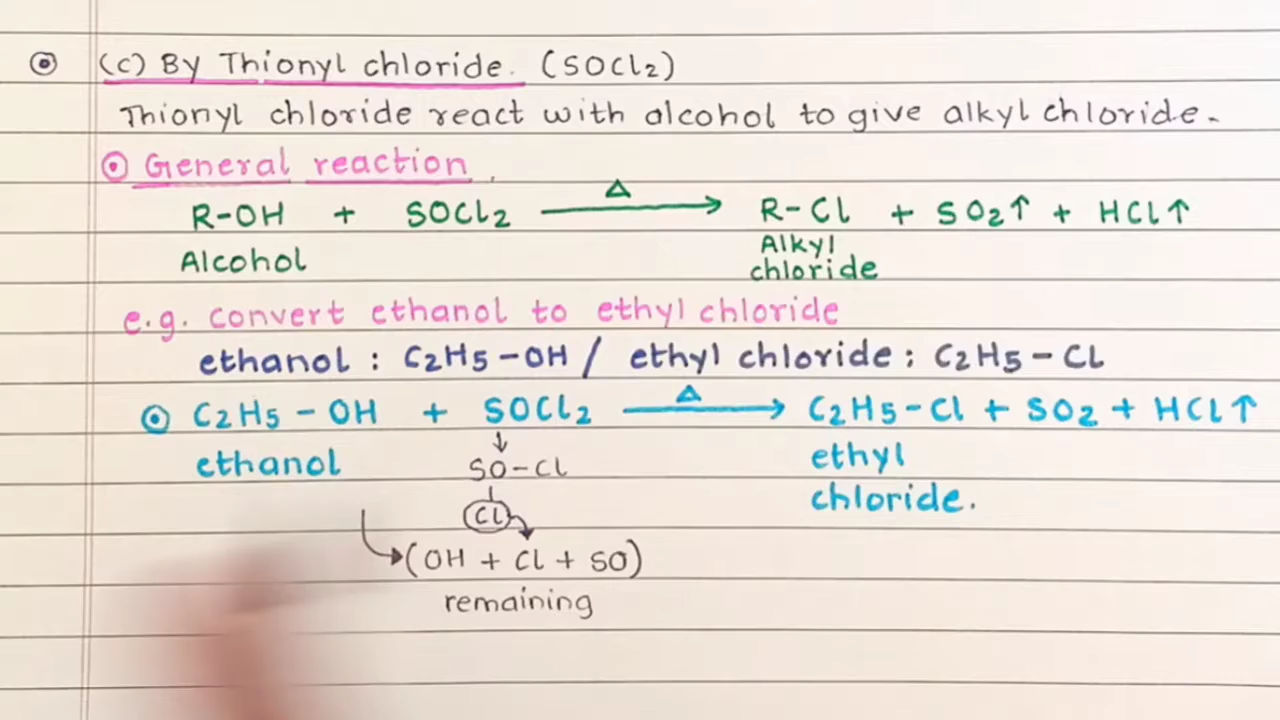 (c) By Thionyl chloride. (SOCl2)
Thionyl chloride react with alcohol to give alkyl chloride.
General reaction.
R-OH + SOCl2 —Δ→ R-Cl + SO2↑ + HCl↑
Alcohol Alkyl chloride
e.g. convert ethanol to ethyl chloride
ethanol : C2H5-OH / ethyl chloride : C2H5-Cl
C2H5-OH + SOCl2 —Δ→ C2H5-Cl + SO2 + HCl↑
ethanol ethyl
↓
SO-Cl
chloride.
Cl
(OH + Cl + SO)
remaining